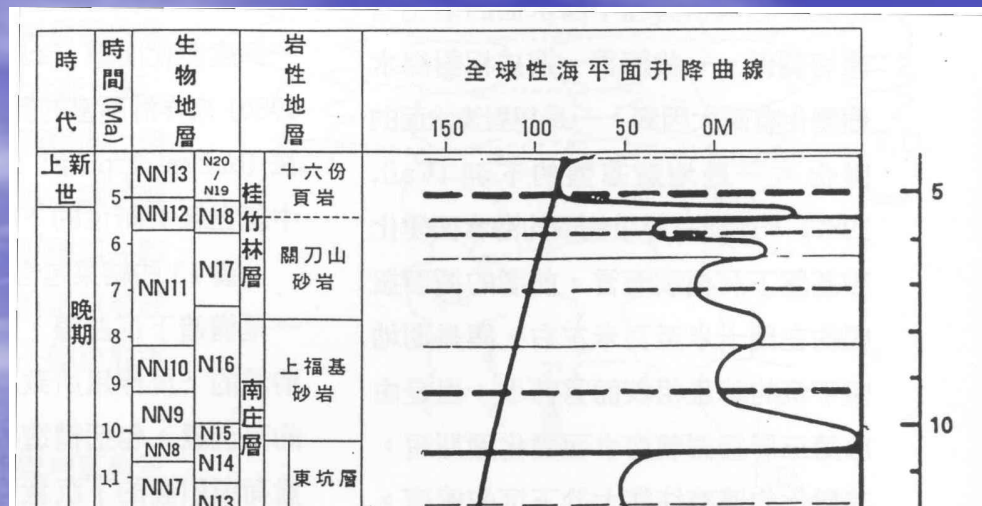 時代
時間(Ma)
生物地層
岩性地層
全球性海平面升降曲線
150 100 50 0M
上新世
晚期
5
6
7
8
9
10
11
NN13
NN12
NN11
NN10
NN9
NN8
NN7
N20
/
N19
N18
N17
N16
N15
N14
N13
桂竹林層
南庄層
十六份
頁岩
關刀山
砂岩
上福基
砂岩
東坑層
5
10